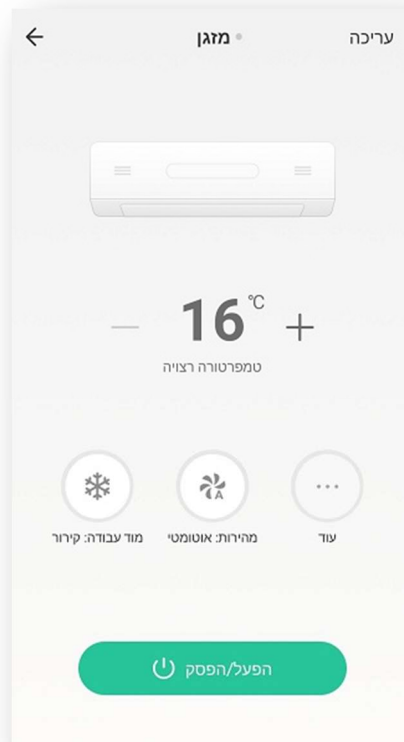 עריכה
מזגן
16°C
טמפרטורה רצויה
A
עוד
מהירות: אוטומטי
מוד עבודה: קירור
הפעל/הפסק